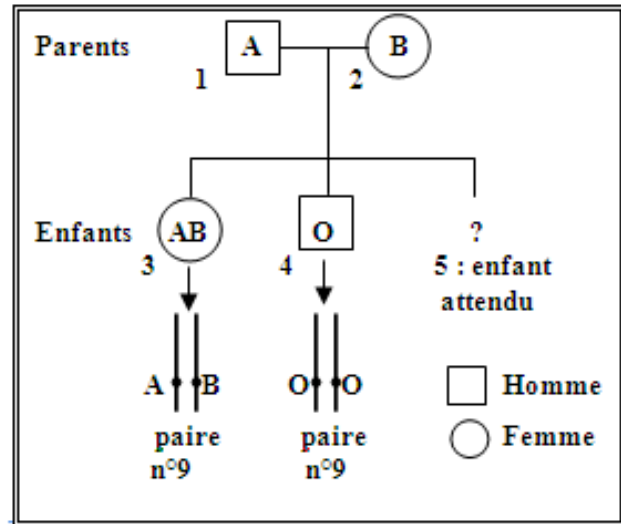 Parents A B
1 2
Enfants AB O ?
3 4 5 : enfant
attendu
A B O O
Homme
paire paire Femme
n°9 n°9